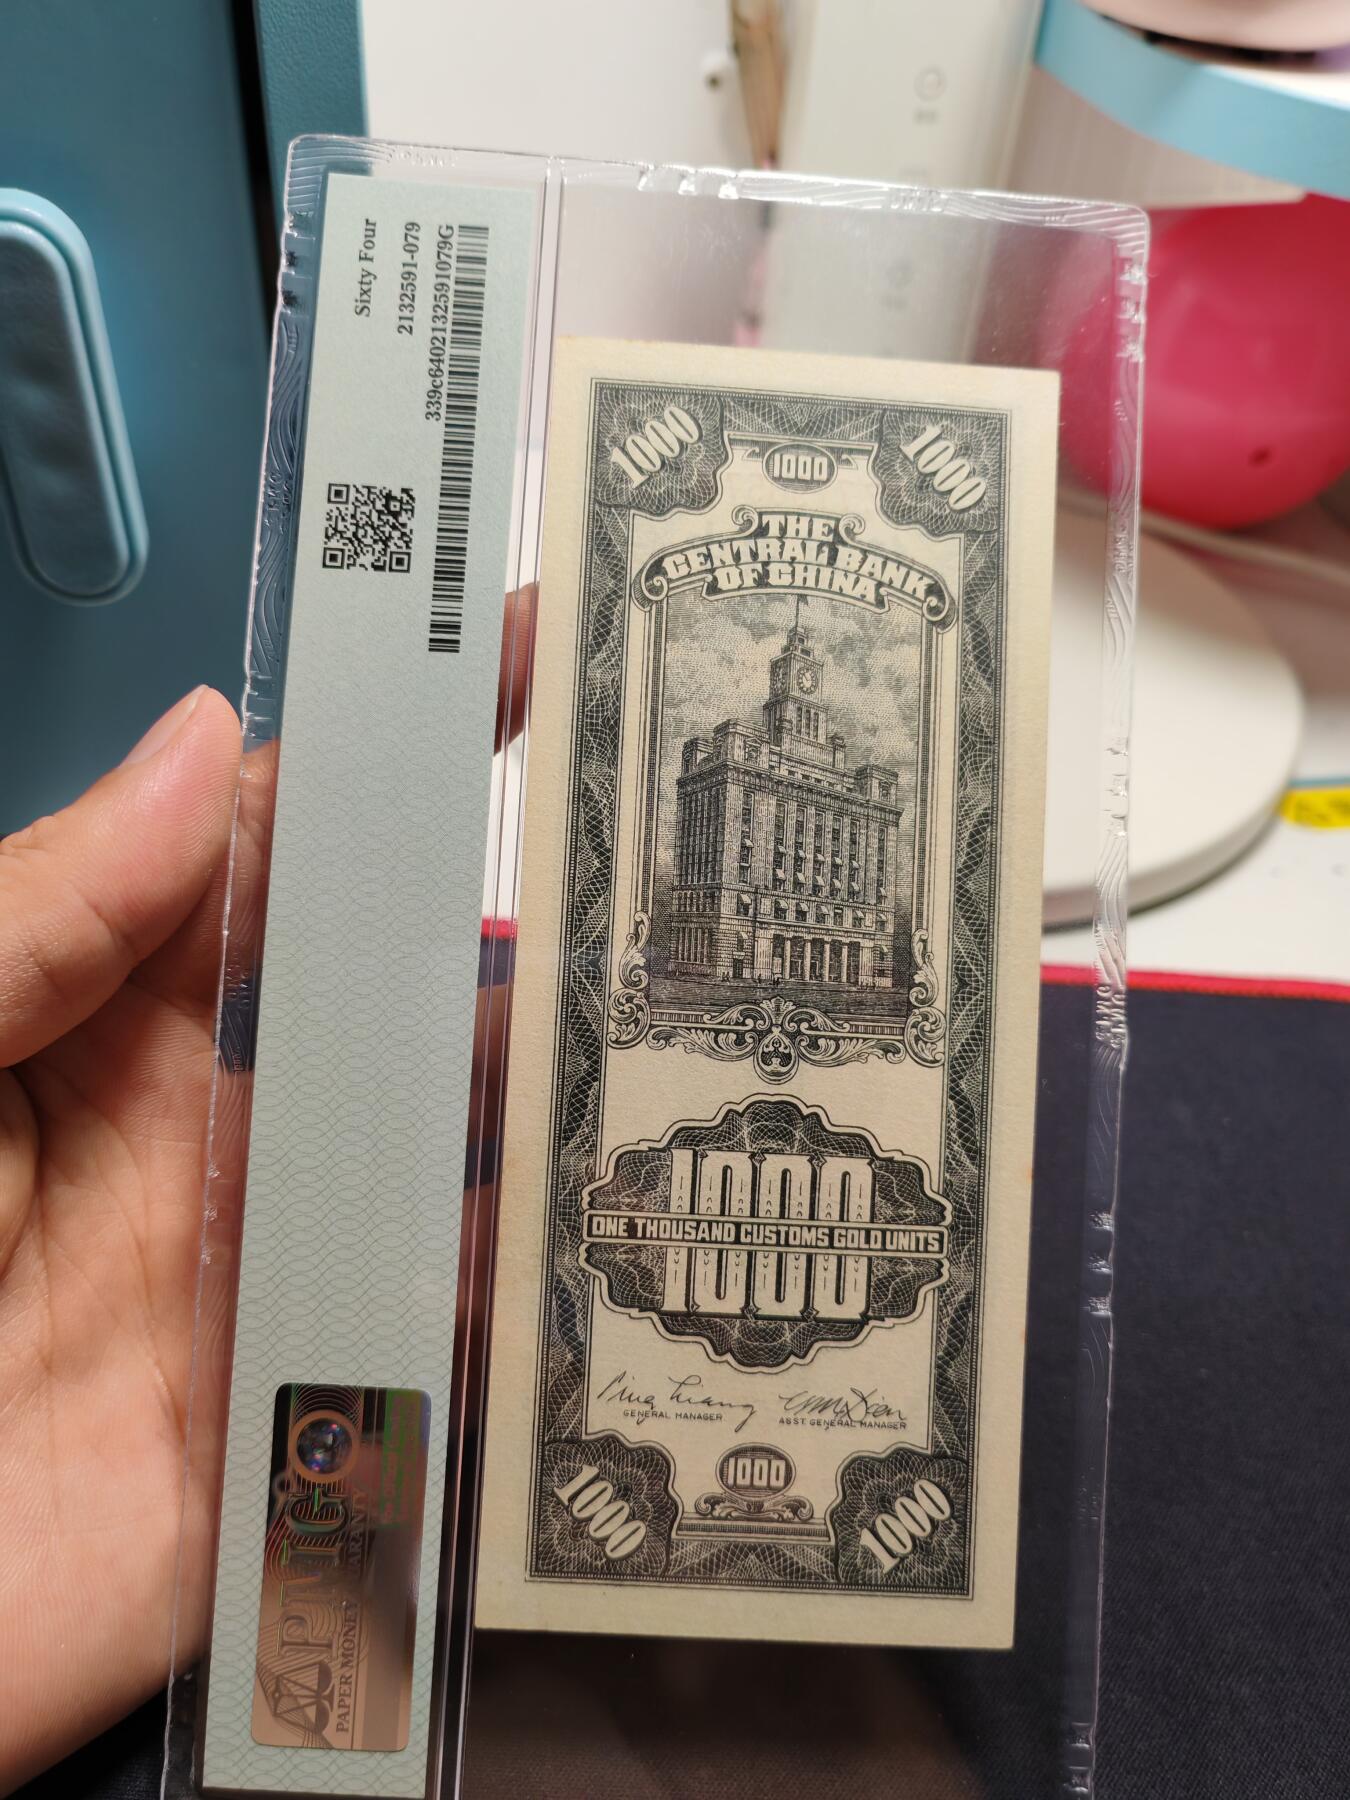 Sixty Four
2132591-079
339c6402132591079G
PMG
PAPER MONEY GUARANTY
1000
1000
1000
THE
CENTRAL BANK
OF CHINA
1000
ONE THOUSAND CUSTOMS GOLD UNITS
GENERAL MANAGER
ASST. GENERAL MANAGER
1000
1000
1000